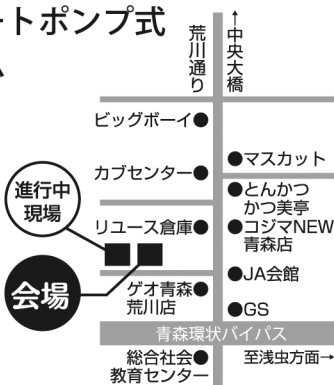 ートポンプ式
荒川通り
↑中央大橋
ビッグボーイ●
カブセンター●
●マスカット
●とんかつ
かつ美亭
進行中
現場
リユース倉庫●
●コジマNEW
青森店
会場
●JA会館
ゲオ青森●
荒川店
●GS
青森環状バイパス
総合社会●
教育センター
至浅虫方面→